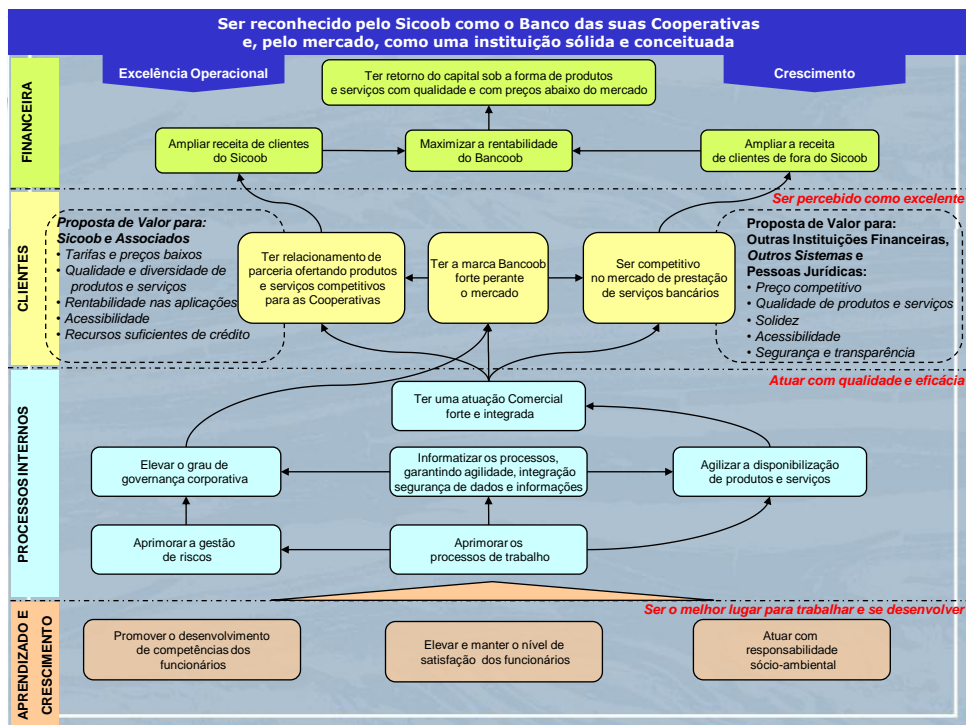 Ser reconhecido pelo Sicoob como o Banco das suas Cooperativas
e, pelo mercado, como uma instituição sólida e conceituada
Excelência Operacional
Crescimento
FINANCEIRA
Ter retorno do capital sob a forma de produtos
e serviços com qualidade e com preços abaixo do mercado
Ampliar receita de clientes
do Sicoob
Maximizar a rentabilidade
do Bancoob
Ampliar a receita
de clientes de fora do Sicoob
Ser percebido como excelente
CLIENTES
Proposta de Valor para:
Sicoob e Associados
• Tarifas e preços baixos
• Qualidade e diversidade de
produtos e serviços
• Rentabilidade nas aplicações
• Acessibilidade
• Recursos suficientes de crédito
Ter relacionamento de
parceria ofertando produtos
e serviços competitivos
para as Cooperativas
Ter a marca Bancoob
forte perante
o mercado
Ser competitivo
no mercado de prestação
de serviços bancários
Proposta de Valor para:
Outras Instituições Financeiras,
Outros Sistemas e
Pessoas Jurídicas:
• Preço competitivo
• Qualidade de produtos e serviços
• Solidez
• Acessibilidade
• Segurança e transparência
Atuar com qualidade e eficácia
PROCESSOS INTERNOS
Ter uma atuação Comercial
forte e integrada
Elevar o grau de
governança corporativa
Informatizar os processos,
garantindo agilidade, integração
segurança de dados e informações
Agilizar a disponibilização
de produtos e serviços
Aprimorar a gestão
de riscos
Aprimorar os
processos de trabalho
Ser o melhor lugar para trabalhar e se desenvolver
APRENDIZADO E
CRESCIMENTO
Promover o desenvolvimento
de competências dos
funcionários
Elevar e manter o nível de
satisfação dos funcionários
Atuar com
responsabilidade
sócio-ambiental